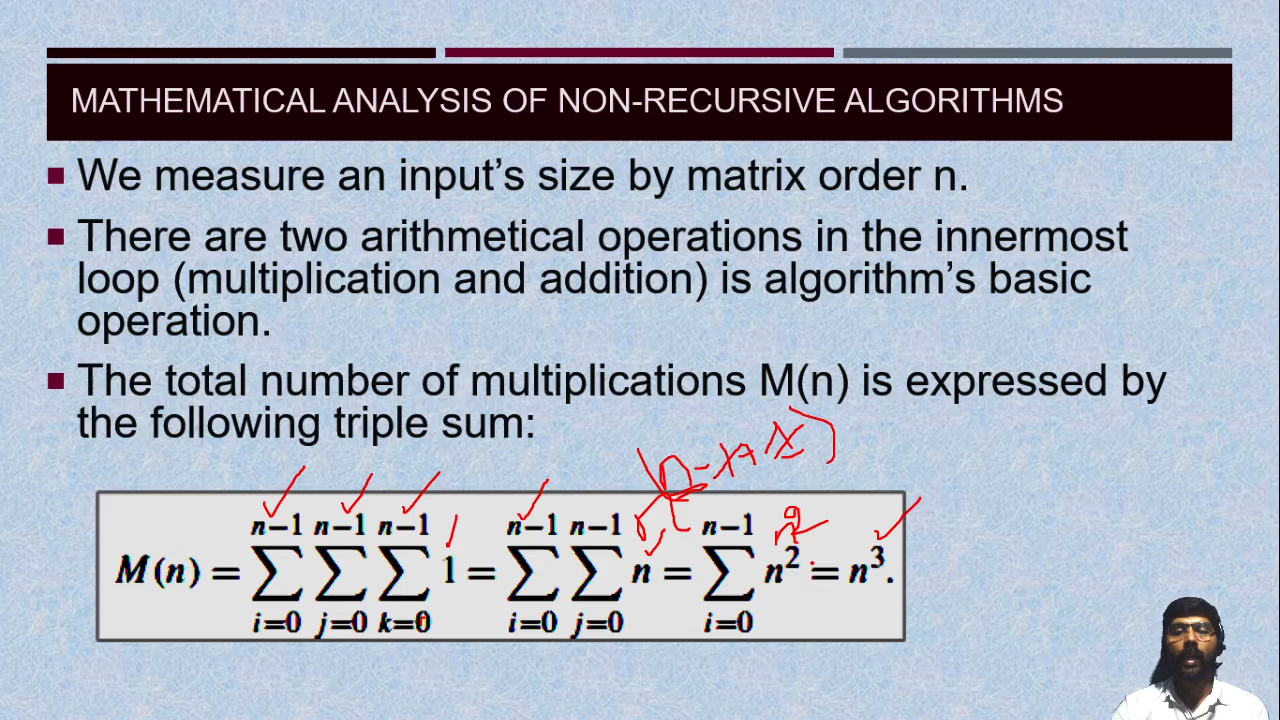 MATHEMATICAL ANALYSIS OF NON-RECURSIVE ALGORITHMS
▪ We measure an input’s size by matrix order n.
▪ There are two arithmetical operations in the innermost
loop (multiplication and addition) is algorithm’s basic
operation.
▪ The total number of multiplications M(n) is expressed by
the following triple sum:
(n-1+1)
n²
M(n) = ∑_{i=0}^{n−1} ∑_{j=0}^{n−1} ∑_{k=0}^{n−1} 1 = ∑_{i=0}^{n−1} ∑_{j=0}^{n−1} n = ∑_{i=0}^{n−1} n² = n³.